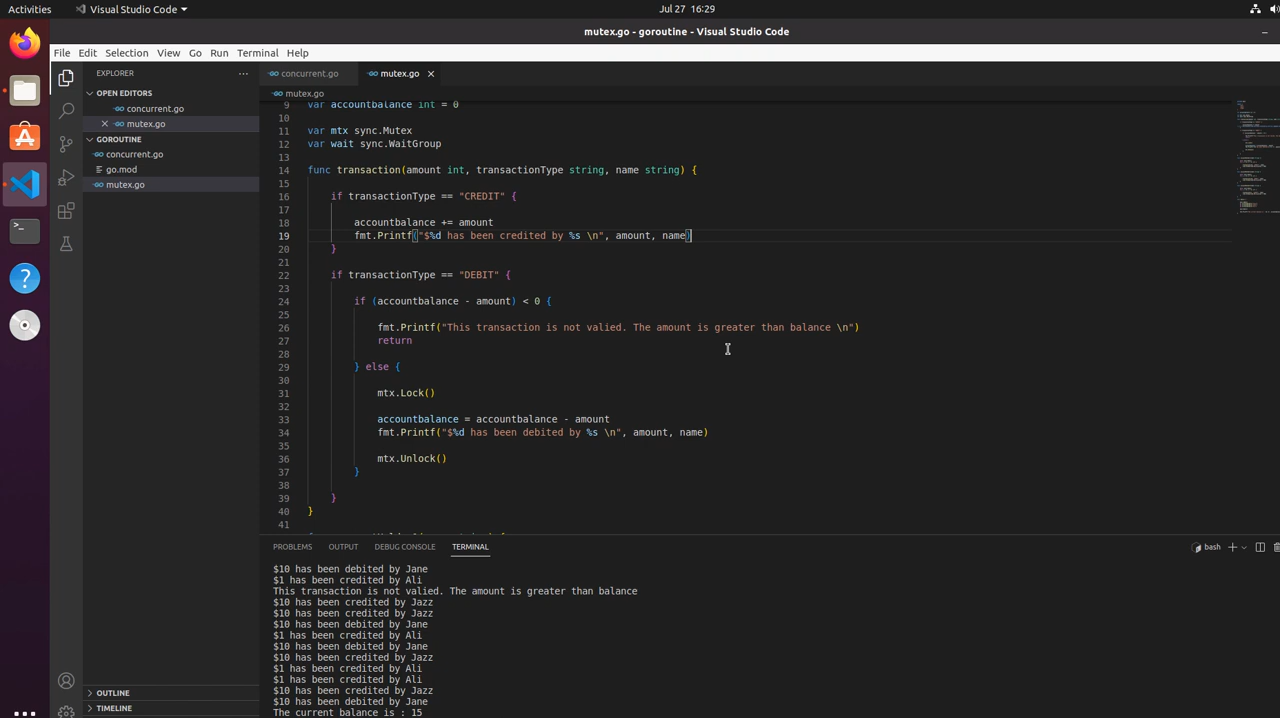 Activities
Visual Studio Code
Jul 27 16:29
mutex.go - goroutine - Visual Studio Code
File Edit Selection View Go Run Terminal Help
EXPLORER
OPEN EDITORS
concurrent.go
mutex.go
GOROUTINE
concurrent.go
go.mod
mutex.go
OUTLINE
TIMELINE
concurrent.go
mutex.go
mutex.go
9 var accountbalance int = 0
10
11 var mtx sync.Mutex
12 var wait sync.WaitGroup
13
14 func transaction(amount int, transactionType string, name string) {
15
16 if transactionType == "CREDIT" {
17
18 accountbalance += amount
19 fmt.Printf("$%d has been credited by %s \n", amount, name)
20 }
21
22 if transactionType == "DEBIT" {
23
24 if (accountbalance - amount) < 0 {
25
26 fmt.Printf("This transaction is not valied. The amount is greater than balance \n")
27 return
28
29 } else {
30
31 mtx.Lock()
32
33 accountbalance = accountbalance - amount
34 fmt.Printf("$%d has been debited by %s \n", amount, name)
35
36 mtx.Unlock()
37 }
38
39 }
40 }
41
PROBLEMS OUTPUT DEBUG CONSOLE TERMINAL
bash
$10 has been debited by Jane
$1 has been credited by Ali
This transaction is not valied. The amount is greater than balance
$10 has been credited by Jazz
$10 has been credited by Jazz
$10 has been debited by Jane
$1 has been credited by Ali
$10 has been debited by Jane
$10 has been credited by Jazz
$1 has been credited by Ali
$1 has been credited by Ali
$10 has been credited by Jazz
$10 has been debited by Jane
The current balance is : 15